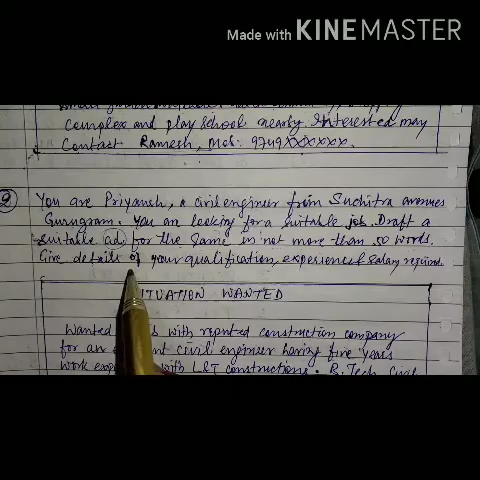 Made with KINEMASTER
complex and play school nearby. Interested may
Contact Ramesh, Mob: 9749XXXXXX.
2 You are Priyansh, a civil engineer from Suchitra avenues
Gurugram. You are looking for a suitable job. Draft a
suitable ad for the same in not more than 50 words.
Give details of your qualification, experience & salary required.
SITUATION WANTED
Wanted with reputed construction company
for an civil engineer having five years
work with L&T constructions. B.Tech Civil